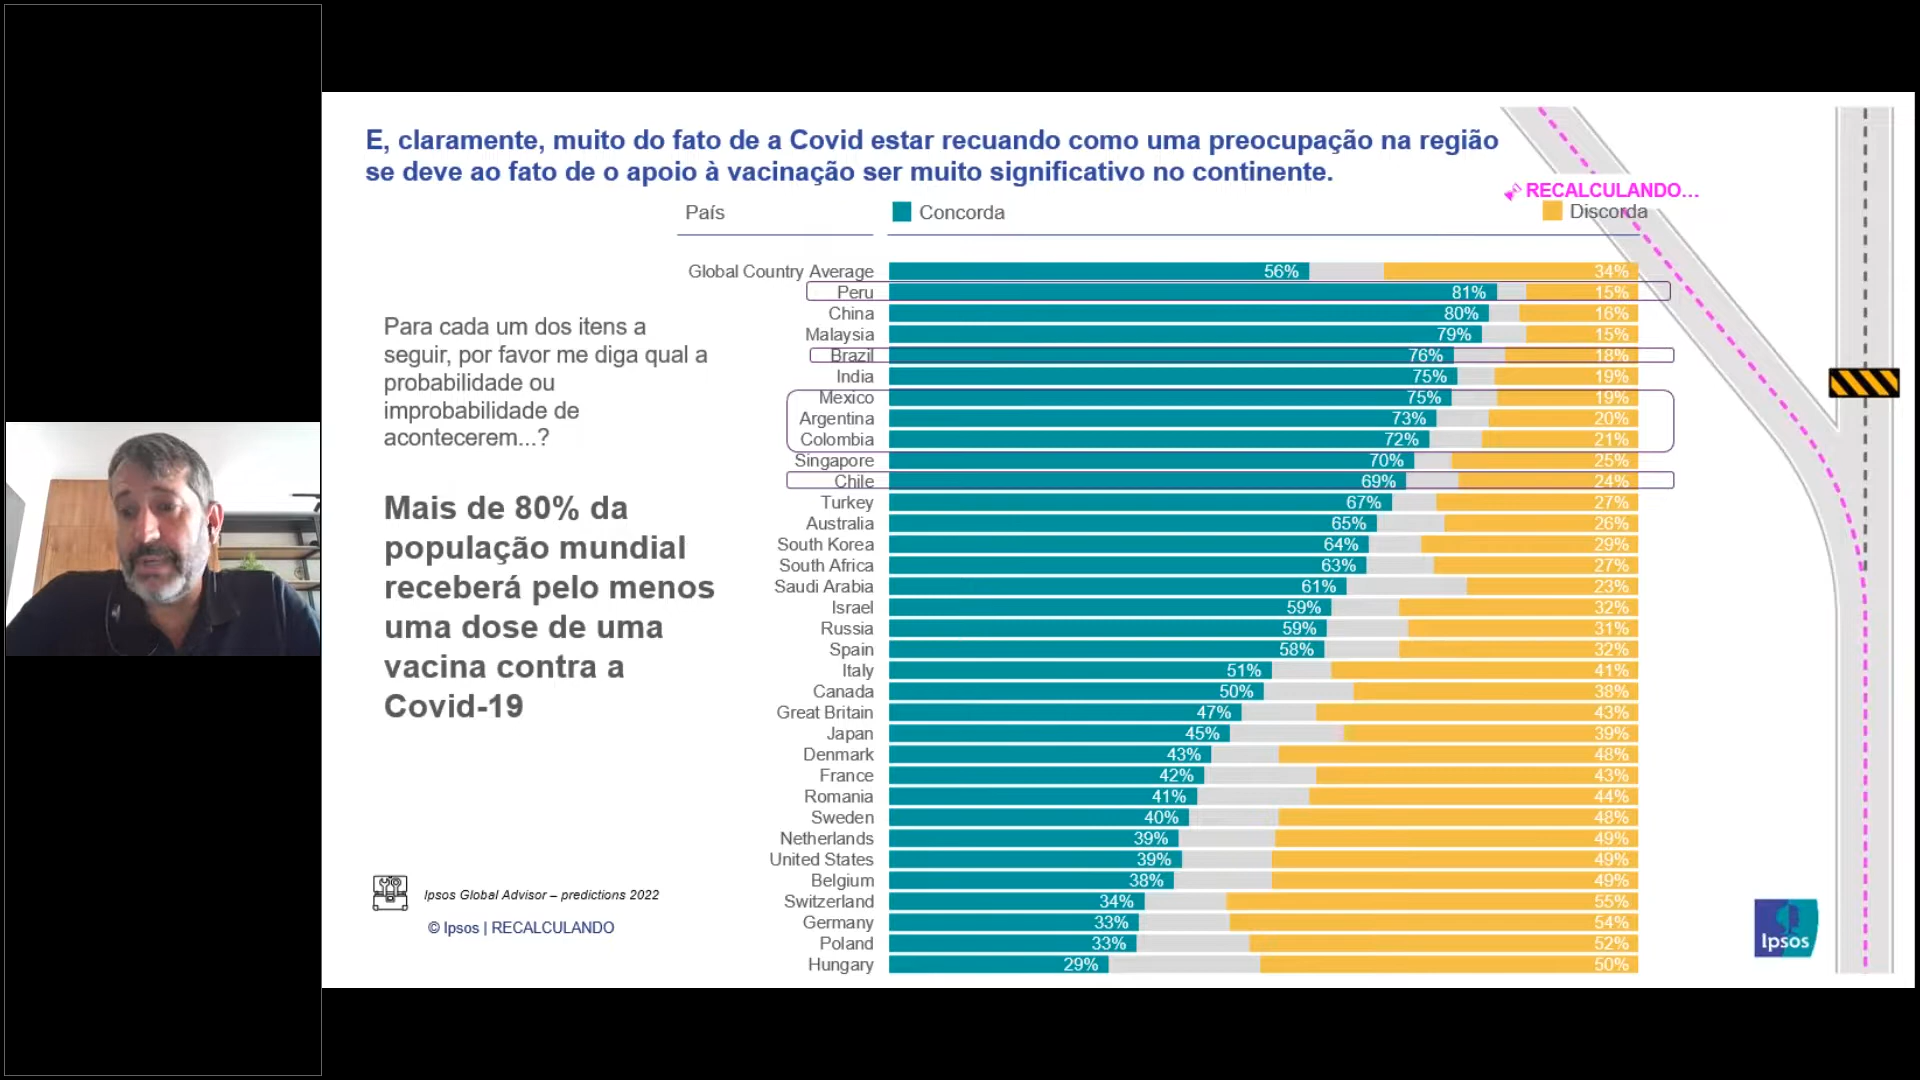 E, claramente, muito do fato de a Covid estar recuando como uma preocupação na região
se deve ao fato de o apoio à vacinação ser muito significativo no continente.
RECALCULANDO...
País
Concorda
Discorda
Para cada um dos itens a
seguir, por favor me diga qual a
probabilidade ou
improbabilidade de
acontecerem...?
Mais de 80% da
população mundial
receberá pelo menos
uma dose de uma
vacina contra a
Covid-19
Global Country Average 56% 34%
Peru 81% 15%
China 80% 16%
Malaysia 79% 15%
Brazil 76% 18%
India 75% 19%
Mexico 75% 19%
Argentina 73% 20%
Colombia 72% 21%
Singapore 70% 25%
Chile 69% 24%
Turkey 67% 27%
Australia 65% 26%
South Korea 64% 29%
South Africa 63% 27%
Saudi Arabia 61% 23%
Israel 59% 32%
Russia 59% 31%
Spain 58% 32%
Italy 51% 41%
Canada 50% 38%
Great Britain 47% 43%
Japan 45% 39%
Denmark 43% 48%
France 42% 43%
Romania 41% 44%
Sweden 40% 48%
Netherlands 39% 49%
United States 39% 49%
Belgium 38% 49%
Switzerland 34% 55%
Germany 33% 54%
Poland 33% 52%
Hungary 29% 50%
Ipsos Global Advisor – predictions 2022
© Ipsos | RECALCULANDO
Ipsos